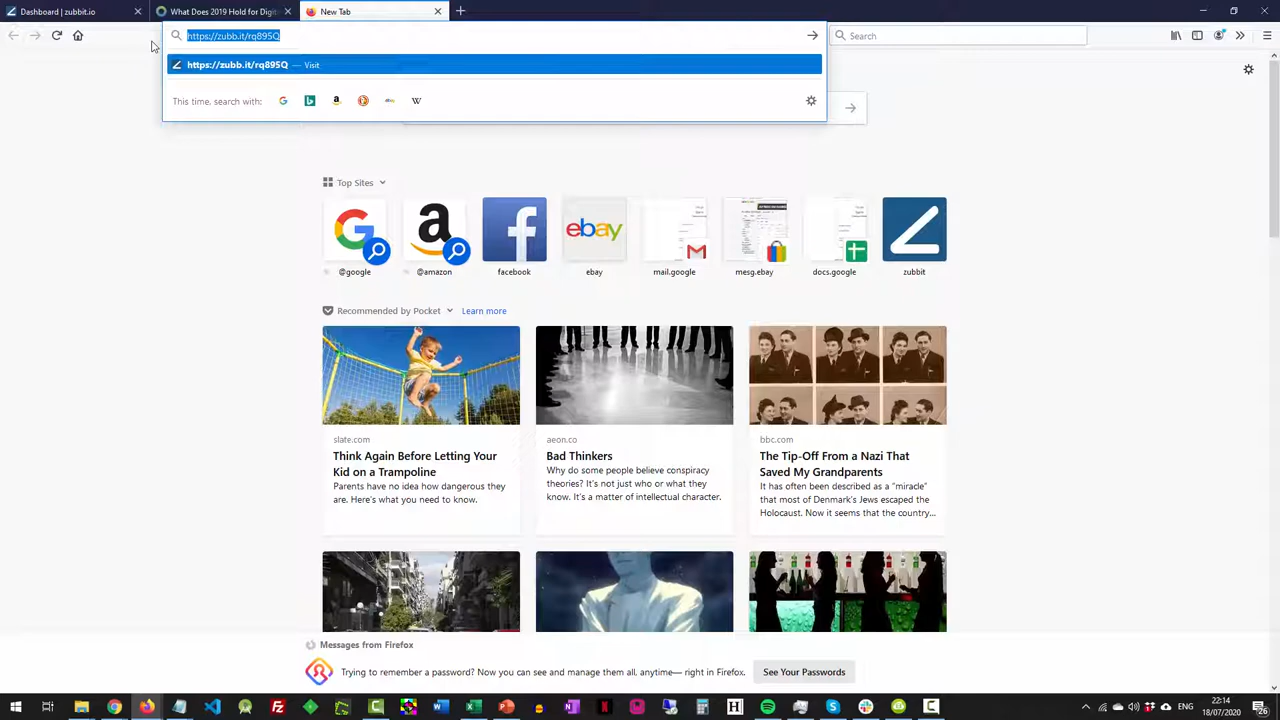 Dashboard | zubbit.io
What Does 2019 Hold for Digit
New Tab
https://zubb.it/rq895Q
Search
https://zubb.it/rq895Q — Visit
This time, search with:
Top Sites
@google
@amazon
facebook
ebay
mail.google
mesg.ebay
docs.google
zubbit
Recommended by Pocket
Learn more
slate.com
Think Again Before Letting Your
Kid on a Trampoline
Parents have no idea how dangerous they
are. Here's what you need to know.
aeon.co
Bad Thinkers
Why do some people believe conspiracy
theories? It's not just who or what they
know. It's a matter of intellectual character.
bbc.com
The Tip-Off From a Nazi That
Saved My Grandparents
It has often been described as a "miracle"
that most of Denmark's Jews escaped the
Holocaust. Now it seems that the country...
Messages from Firefox
Trying to remember a password? Now you can see and manage them all, anytime— right in Firefox.
See Your Passwords
ENG
22:14
18/07/2020
26